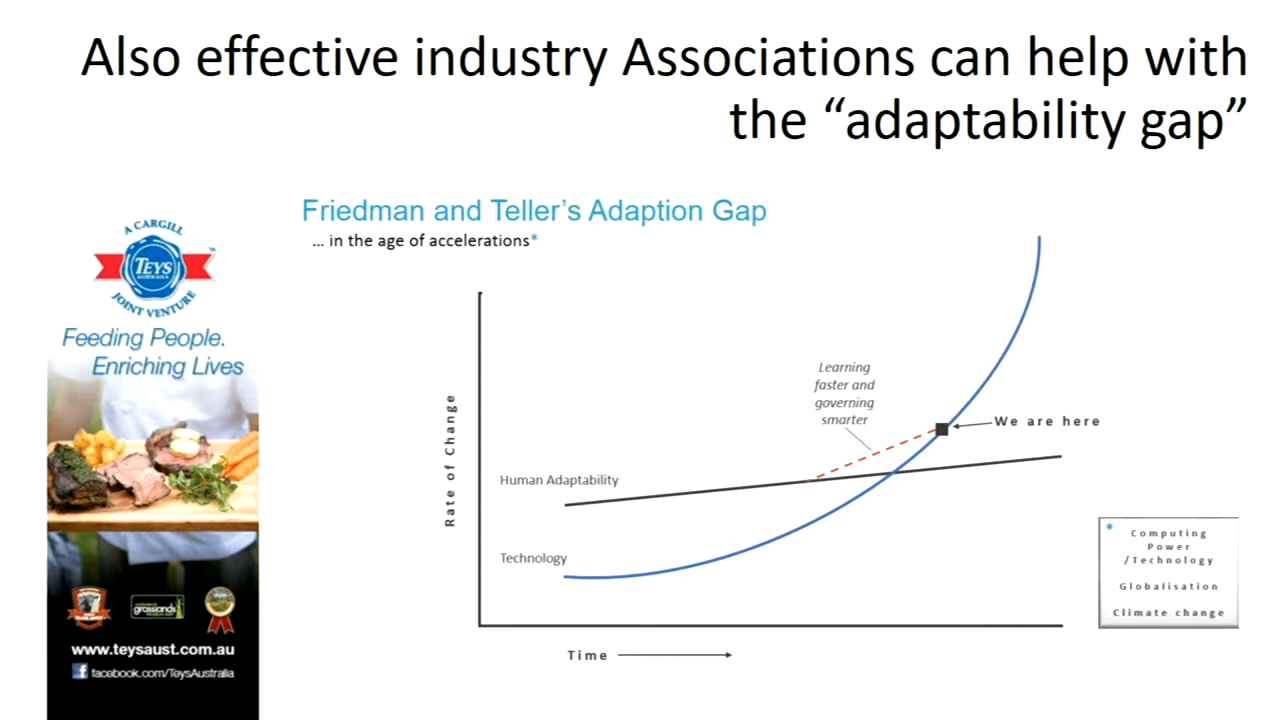 Also effective industry Associations can help with
the “adaptability gap”
Friedman and Teller’s Adaption Gap
... in the age of accelerations*
A CARGILL
TEYS
AUSTRALIA
JOINT VENTURE
Feeding People.
Enriching Lives
grasslands
www.teysaust.com.au
facebook.com/TeysAustralia
Rate of Change
Learning
faster and
governing
smarter
We are here
Human Adaptability
Technology
Time
* Computing
Power
/Technology
Globalisation
Climate change